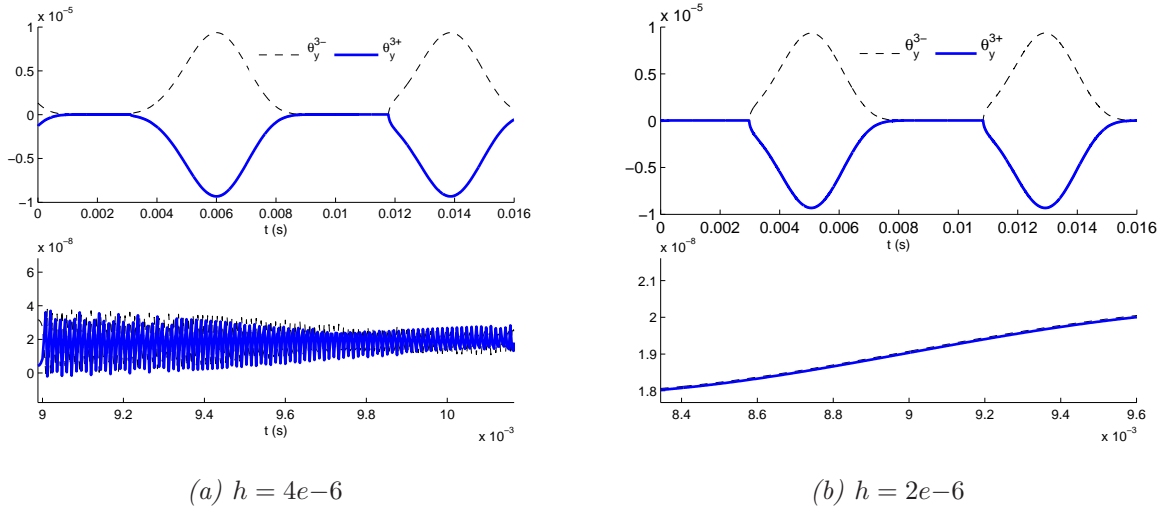 x 10⁻⁵
1
0.5
0
−0.5
−1
θ_y^{3−} θ_y^{3+}
0 0.002 0.004 0.006 0.008 0.01 0.012 0.014 0.016
t (s)
x 10⁻⁸
6
4
2
0
9 9.2 9.4 9.6 9.8 10
t (s)
x 10⁻³
(a) h = 4e−6
x 10⁻⁵
1
0.5
0
−0.5
−1
θ_y^{3−} θ_y^{3+}
0 0.002 0.004 0.006 0.008 0.01 0.012 0.014 0.016
t (s)
x 10⁻⁸
2.1
2
1.9
1.8
8.4 8.6 8.8 9 9.2 9.4 9.6
x 10⁻³
(b) h = 2e−6